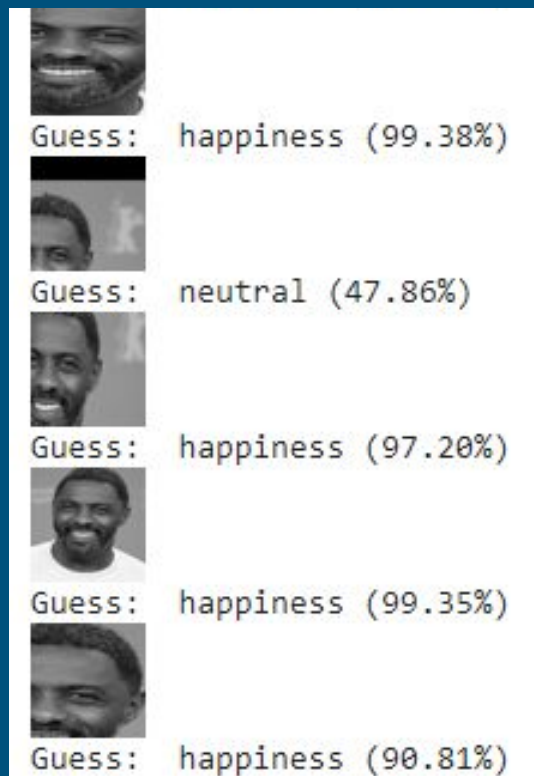 Guess:  happiness (99.38%)
Guess:  neutral (47.86%)
Guess:  happiness (97.20%)
Guess:  happiness (99.35%)
Guess:  happiness (90.81%)